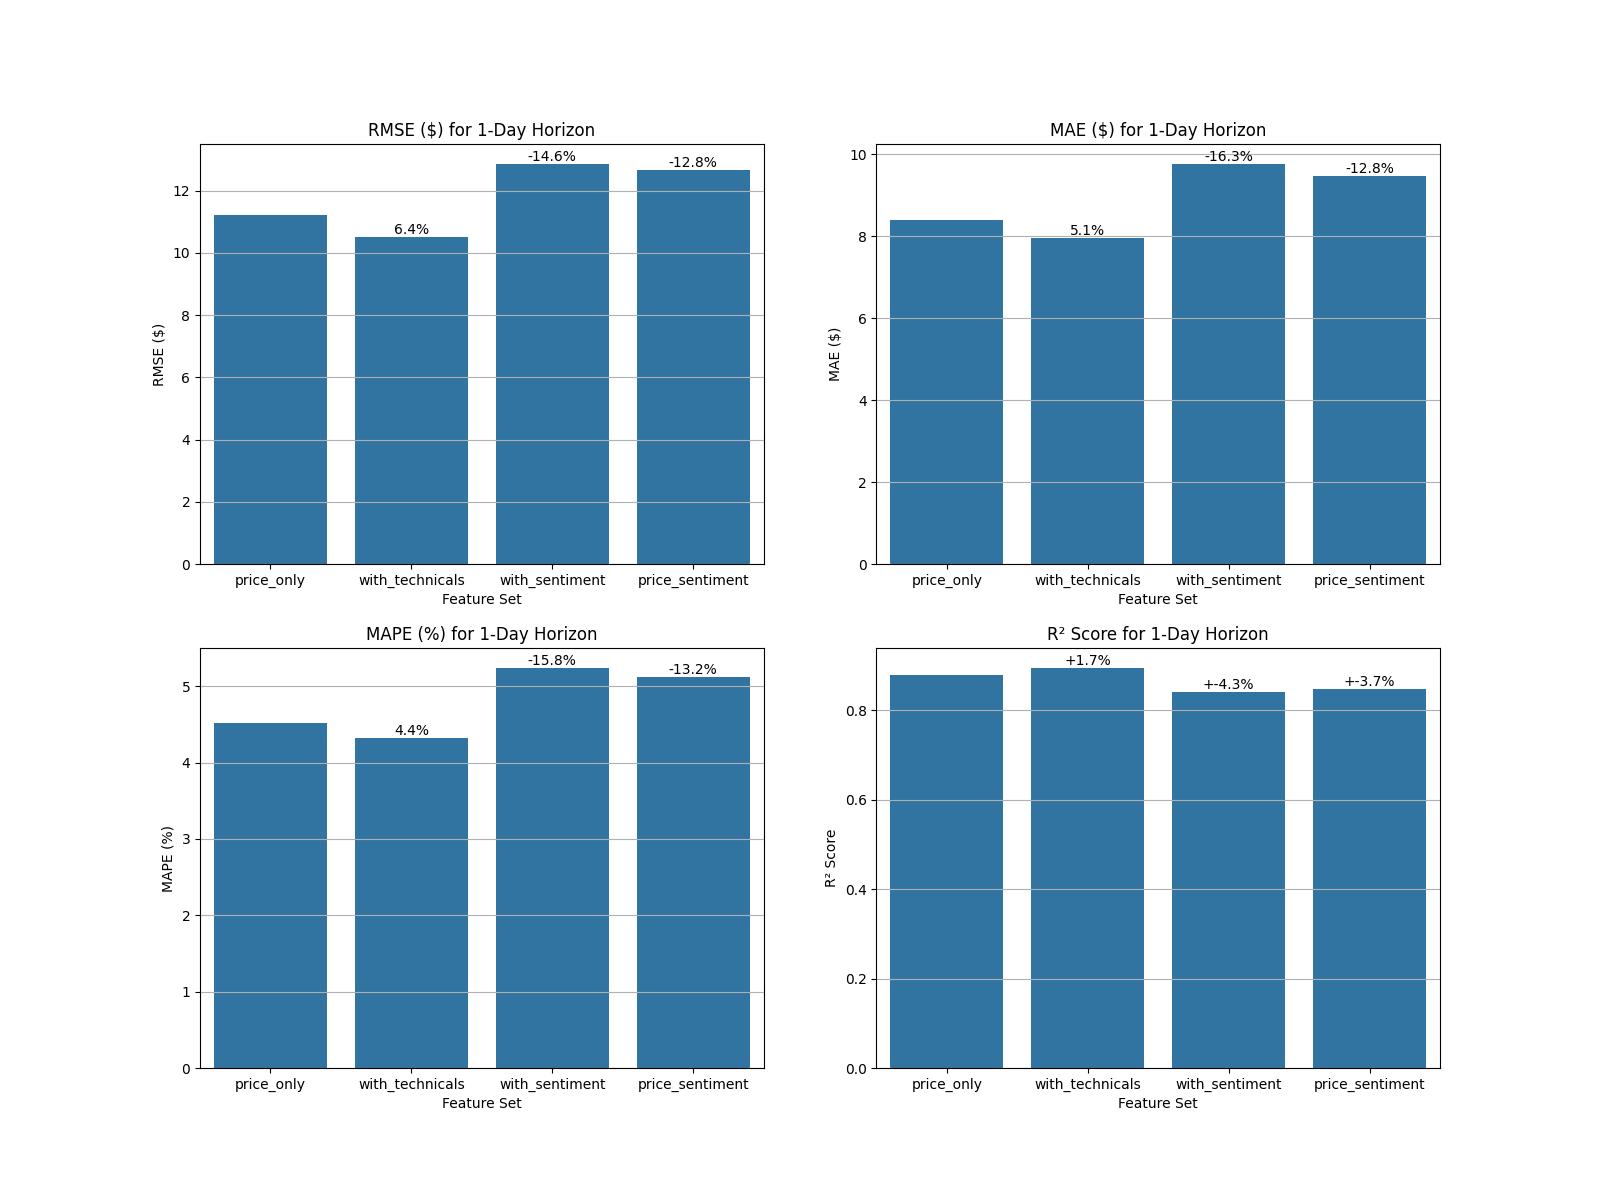 RMSE ($) for 1-Day Horizon
-14.6%
-12.8%
6.4%
12
10
8
6
4
2
0
RMSE ($)
price_only with_technicals with_sentiment price_sentiment
Feature Set
MAE ($) for 1-Day Horizon
-16.3%
-12.8%
5.1%
10
8
6
4
2
0
MAE ($)
price_only with_technicals with_sentiment price_sentiment
Feature Set
MAPE (%) for 1-Day Horizon
-15.8%
-13.2%
4.4%
5
4
3
2
1
0
MAPE (%)
price_only with_technicals with_sentiment price_sentiment
Feature Set
R² Score for 1-Day Horizon
+1.7%
+-4.3%
+-3.7%
0.8
0.6
0.4
0.2
0.0
R² Score
price_only with_technicals with_sentiment price_sentiment
Feature Set